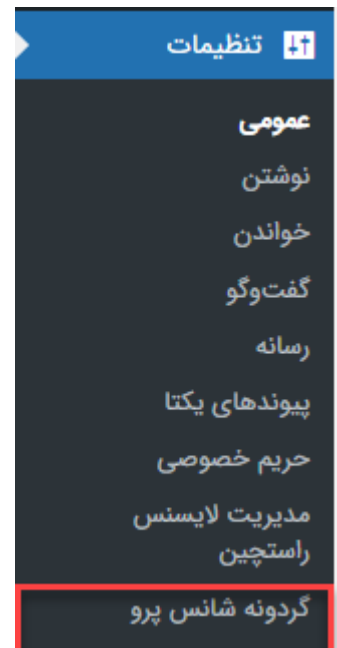 تنظیمات
عمومی
نوشتن
خواندن
گفت‌وگو
رسانه
پیوندهای یکتا
حریم خصوصی
مدیریت لایسنس
راستچین
گردونه شانس پرو